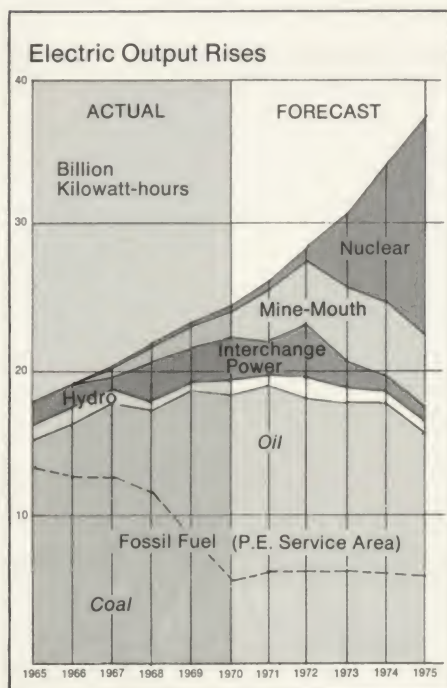 Electric Output Rises
40
ACTUAL FORECAST
Billion
Kilowatt-hours
30
Nuclear
Mine-Mouth
Interchange
Power
20
Hydro
Oil
10
Fossil Fuel (P.E. Service Area)
Coal
1965 1966 1967 1968 1969 1970 1971 1972 1973 1974 1975